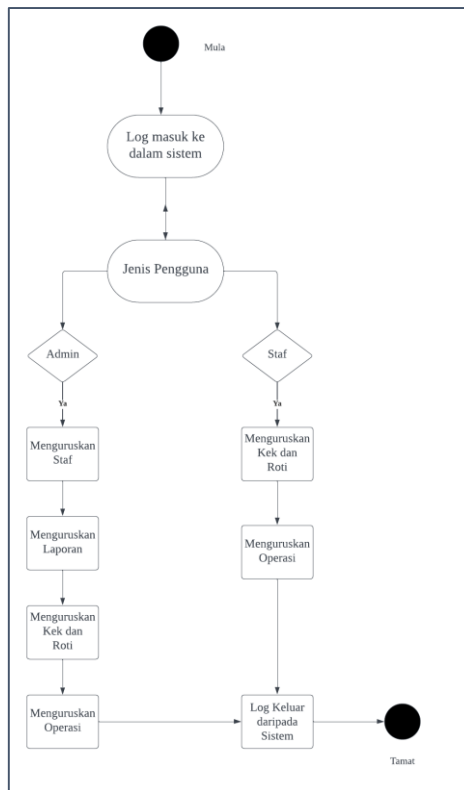 Mula
Log masuk ke
dalam sistem
Jenis Pengguna
Admin
Staf
Ya
Ya
Menguruskan
Staf
Menguruskan
Kek dan
Roti
Menguruskan
Laporan
Menguruskan
Operasi
Menguruskan
Kek dan
Roti
Menguruskan
Operasi
Log Keluar
daripada
Sistem
Tamat